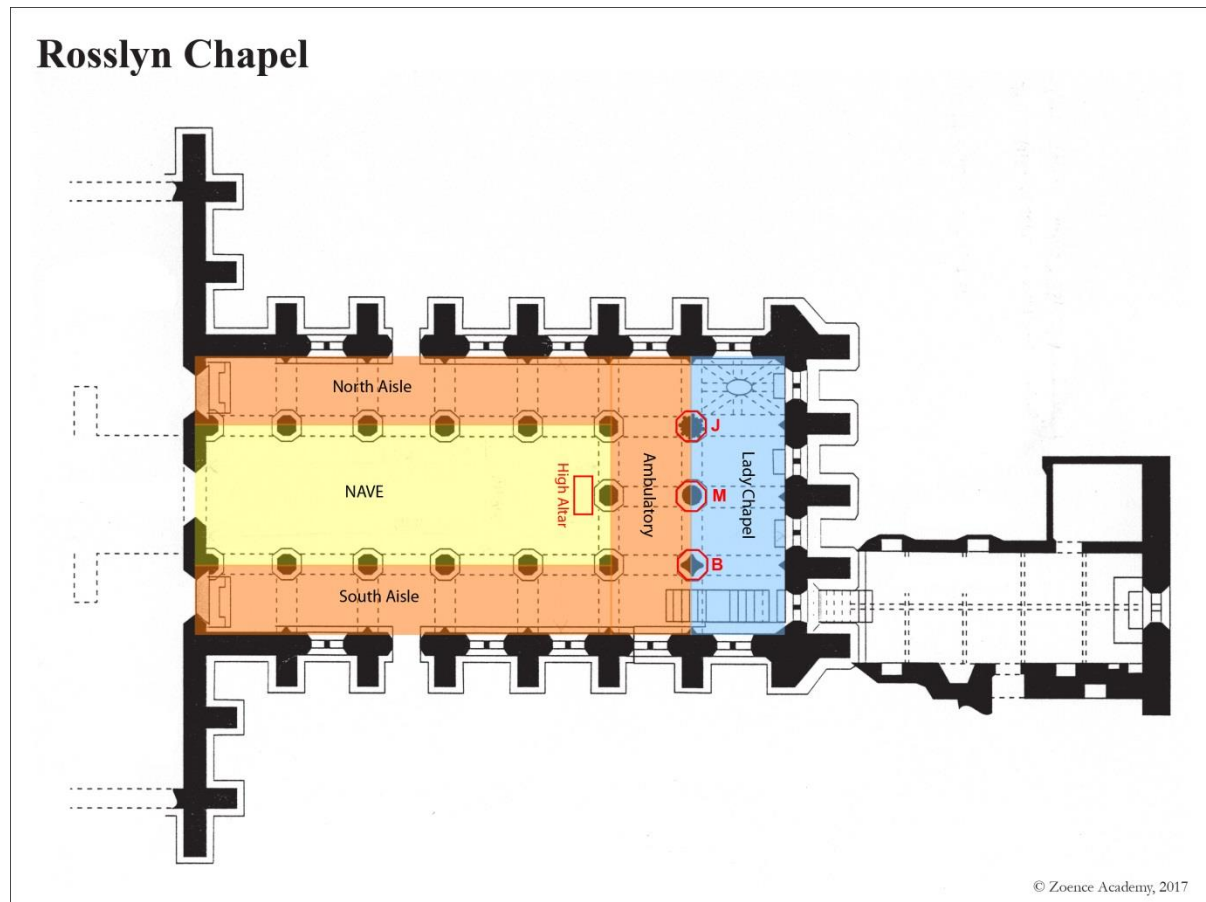 Rosslyn Chapel
North Aisle
J
High Altar
NAVE
Ambulatory
M
Lady Chapel
B
South Aisle
© Zoence Academy, 2017